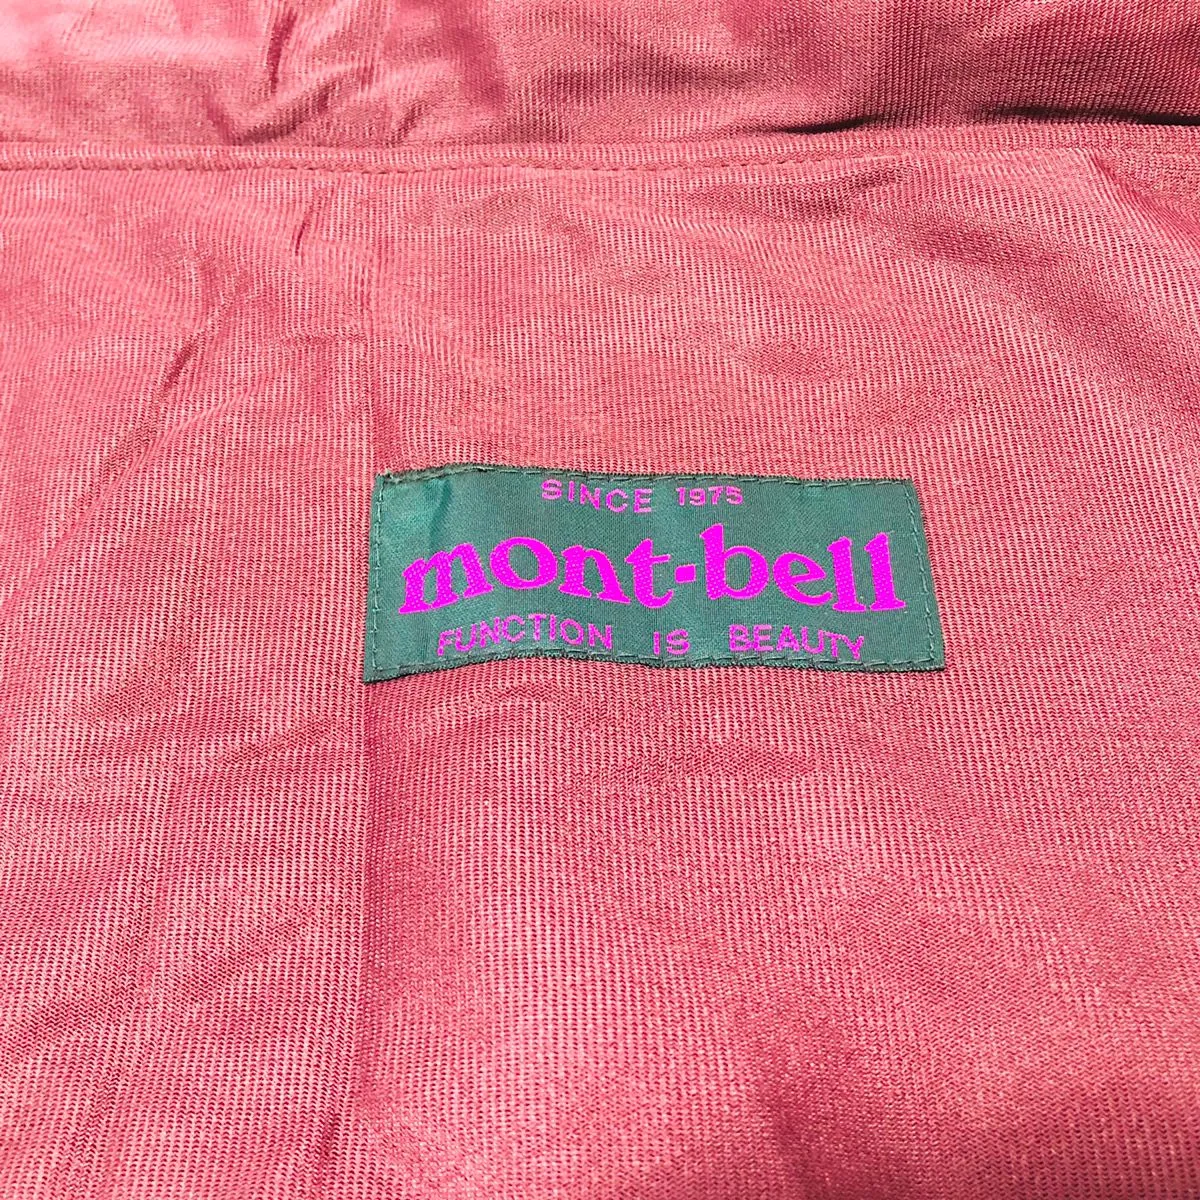 SINCE 1975
mont-bell
FUNCTION IS BEAUTY